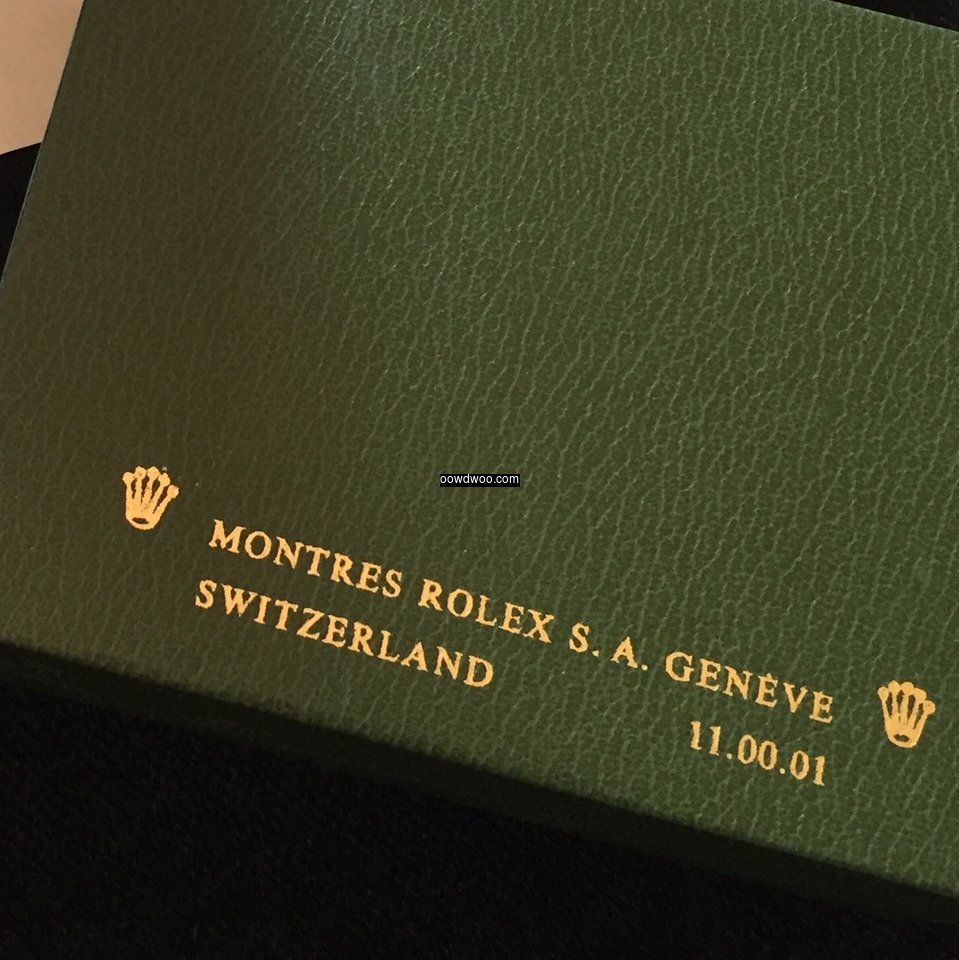 oowdwoo.com
MONTRES ROLEX S. A. GENÈVE
SWITZERLAND
11.00.01